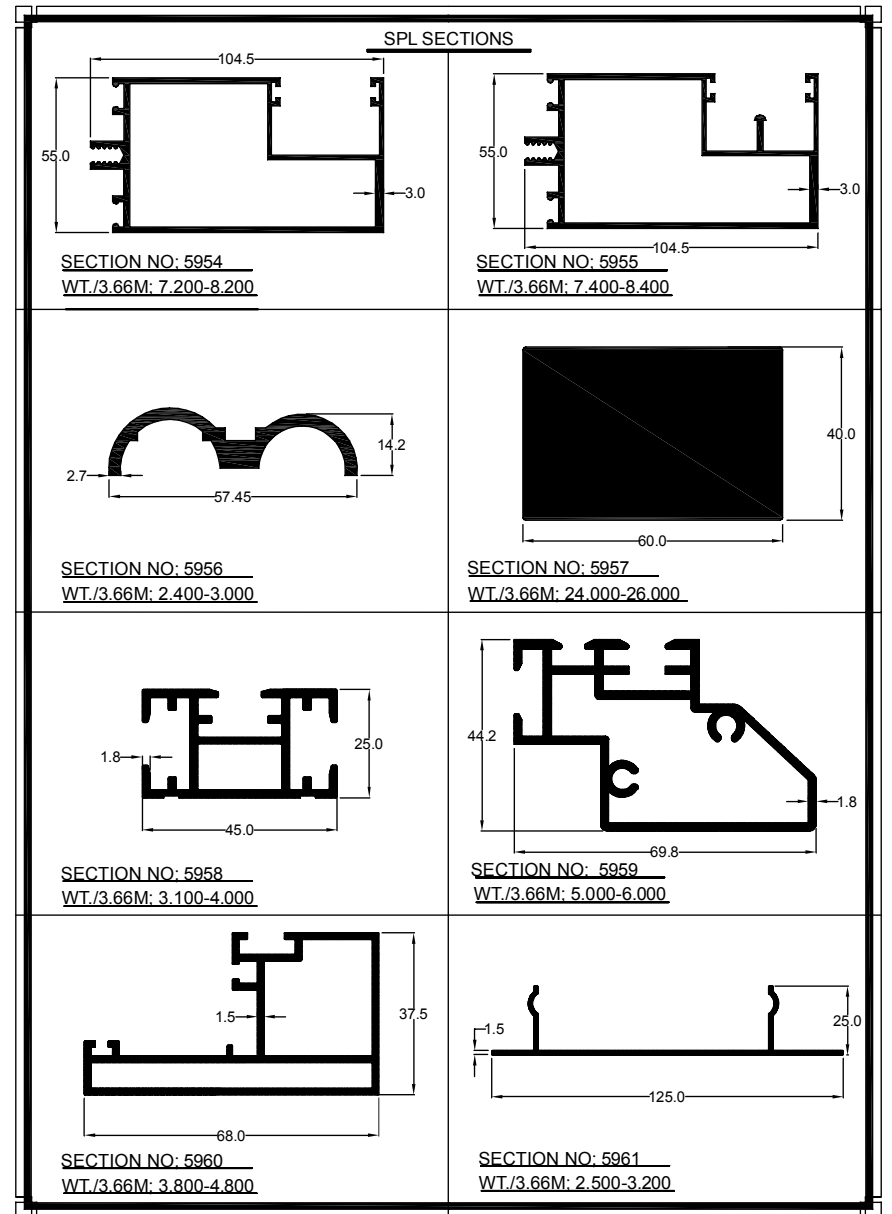 SPL SECTIONS
104.5
55.0
3.0
SECTION NO; 5954
WT./3.66M; 7.200-8.200
55.0
3.0
104.5
SECTION NO; 5955
WT./3.66M; 7.400-8.400
14.2
2.7
57.45
SECTION NO; 5956
WT./3.66M; 2.400-3.000
40.0
60.0
SECTION NO; 5957
WT./3.66M; 24.000-26.000
25.0
1.8
45.0
SECTION NO; 5958
WT./3.66M; 3.100-4.000
44.2
1.8
69.8
SECTION NO; 5959
WT./3.66M; 5.000-6.000
37.5
1.5
68.0
SECTION NO; 5960
WT./3.66M; 3.800-4.800
25.0
1.5
125.0
SECTION NO; 5961
WT./3.66M; 2.500-3.200